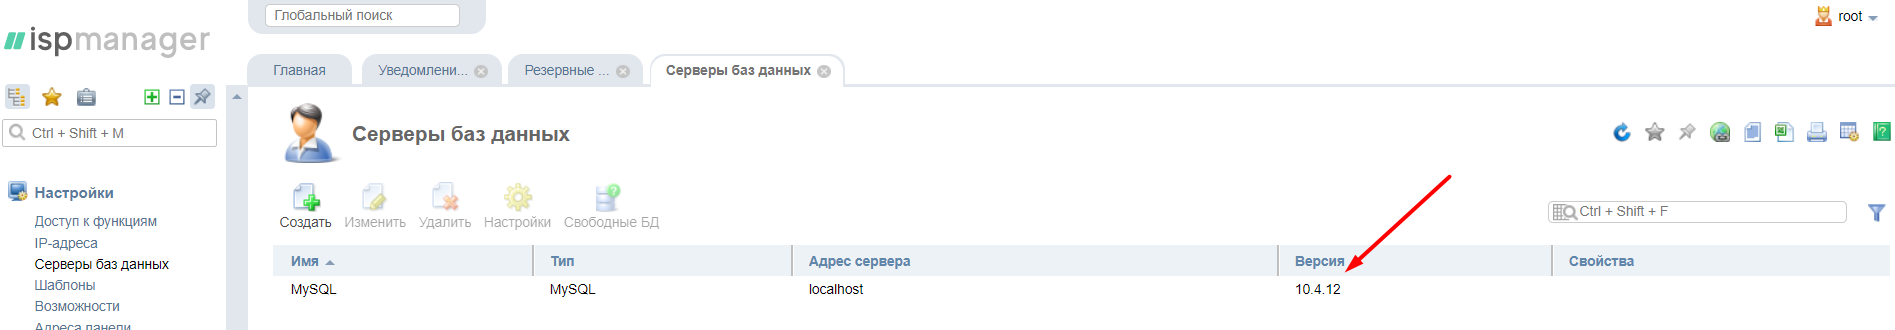 Глобальный поиск
root
ispmanager
Главная
Уведомлени...
Резервные ...
Серверы баз данных
Ctrl + Shift + M
Серверы баз данных
Настройки
Доступ к функциям
IP-адреса
Серверы баз данных
Шаблоны
Возможности
Адреса панели
Создать
Изменить
Удалить
Настройки
Свободные БД
Ctrl + Shift + F
Имя Тип Адрес сервера Версия Свойства
MySQL MySQL localhost 10.4.12